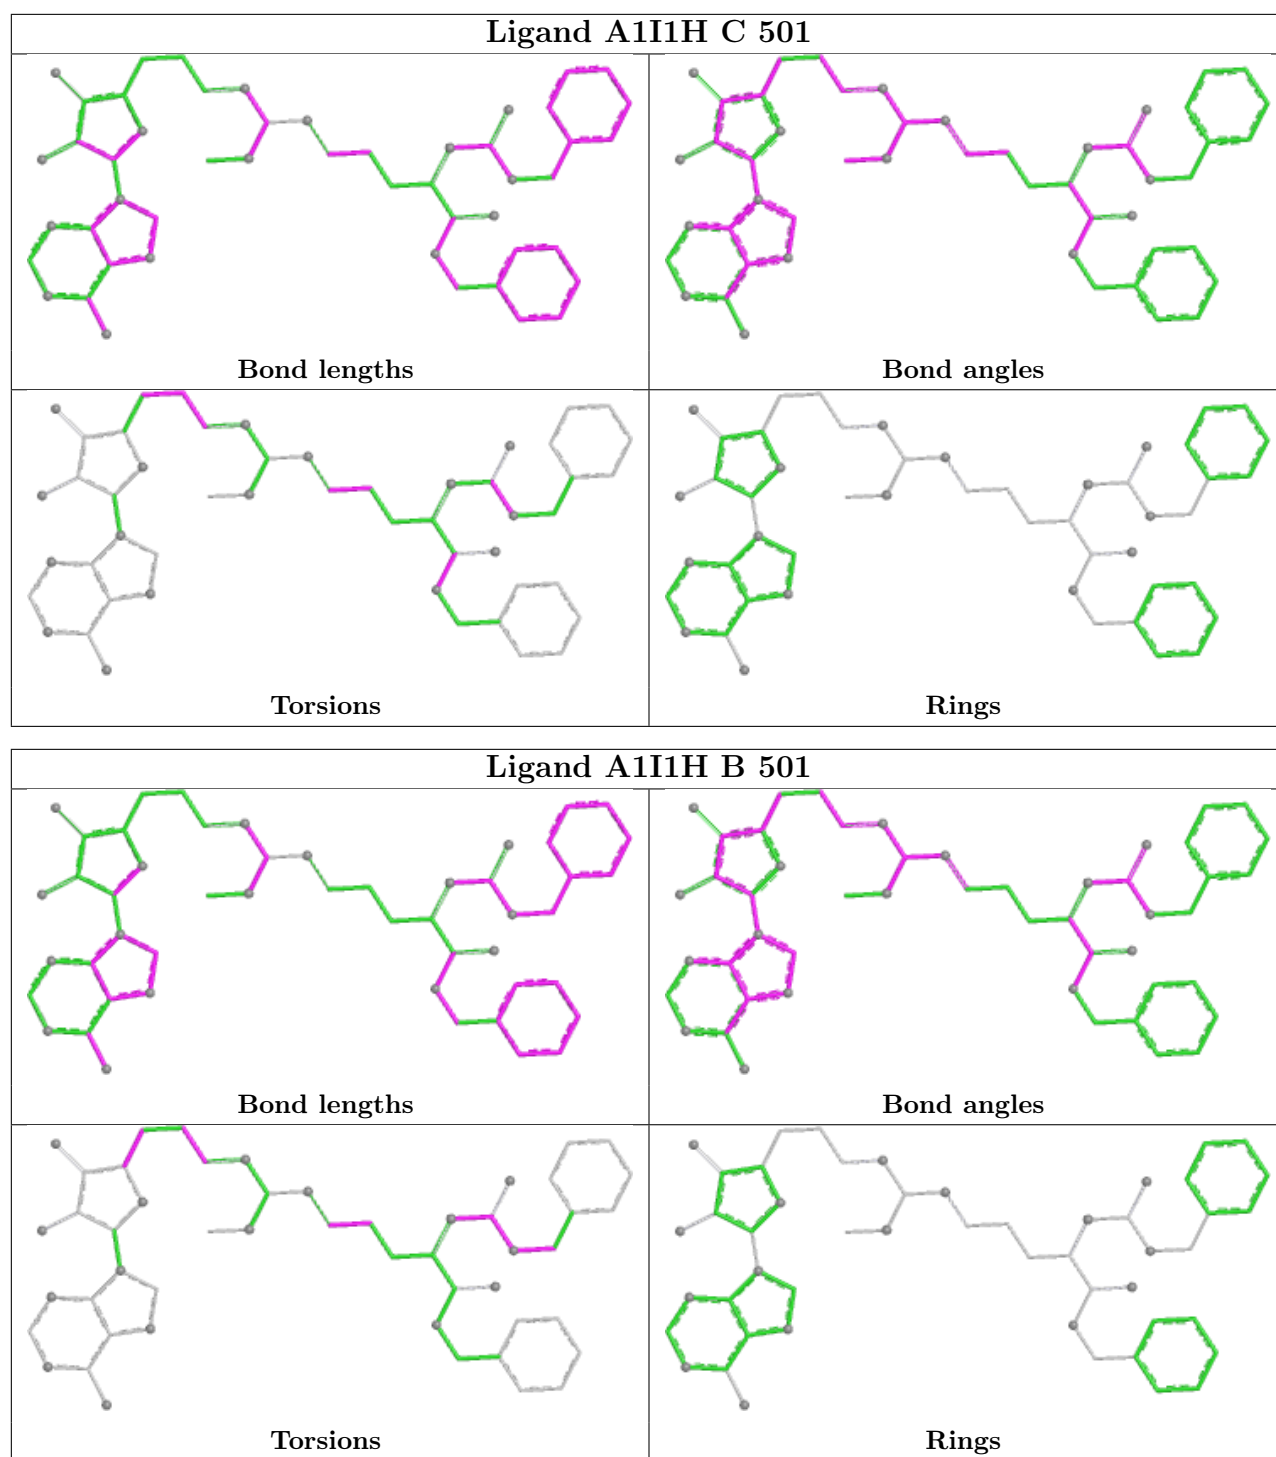 Ligand A1I1H C 501
Bond lengths
Bond angles
Torsions
Rings
Ligand A1I1H B 501
Bond lengths
Bond angles
Torsions
Rings